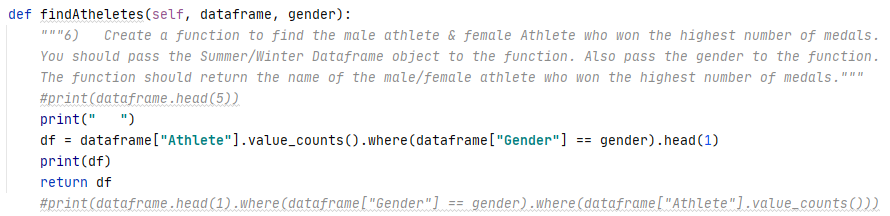 def findAtheletes(self, dataframe, gender):
    """6)   Create a function to find the male athlete & female Athlete who won the highest number of medals.
    You should pass the Summer/Winter Dataframe object to the function. Also pass the gender to the function.
    The function should return the name of the male/female athlete who won the highest number of medals."""
    #print(dataframe.head(5))
    print("   ")
    df = dataframe["Athlete"].value_counts().where(dataframe["Gender"] == gender).head(1)
    print(df)
    return df
    #print(dataframe.head(1).where(dataframe["Gender"] == gender).where(dataframe["Athlete"].value_counts()))